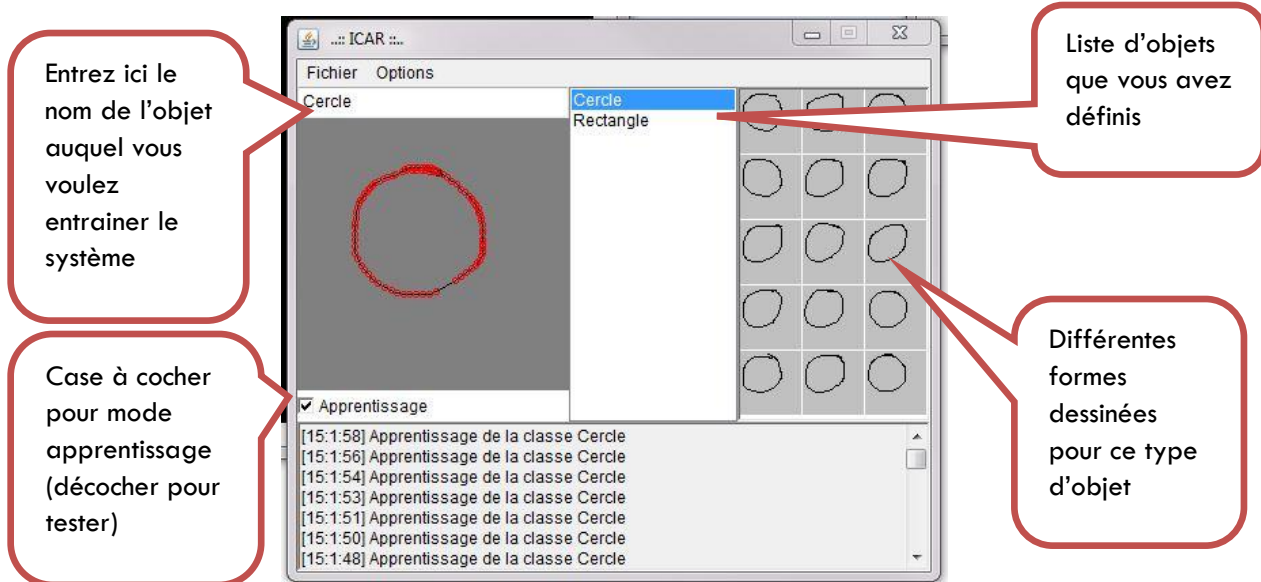 Entrez ici le
nom de l'objet
auquel vous
voulez
entrainer le
système
Case à cocher
pour mode
apprentissage
(décocher pour
tester)
..:: ICAR ::..
Fichier Options
Cercle
Cercle
Rectangle
Apprentissage
[15:1:58] Apprentissage de la classe Cercle
[15:1:56] Apprentissage de la classe Cercle
[15:1:54] Apprentissage de la classe Cercle
[15:1:53] Apprentissage de la classe Cercle
[15:1:51] Apprentissage de la classe Cercle
[15:1:50] Apprentissage de la classe Cercle
[15:1:48] Apprentissage de la classe Cercle
Liste d'objets
que vous avez
définis
Différentes
formes
dessinées
pour ce type
d'objet